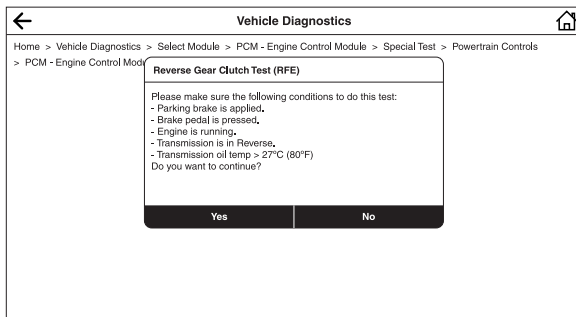 Vehicle Diagnostics
Home > Vehicle Diagnostics > Select Module > PCM - Engine Control Module > Special Test > Powertrain Controls
> PCM - Engine Control
Reverse Gear Clutch Test (RFE)
Please make sure the following conditions to do this test:
- Parking brake is applied.
- Brake pedal is pressed.
- Engine is running.
- Transmission is in Reverse.
- Transmission oil temp > 27°C (80°F)
Do you want to continue?
Yes No